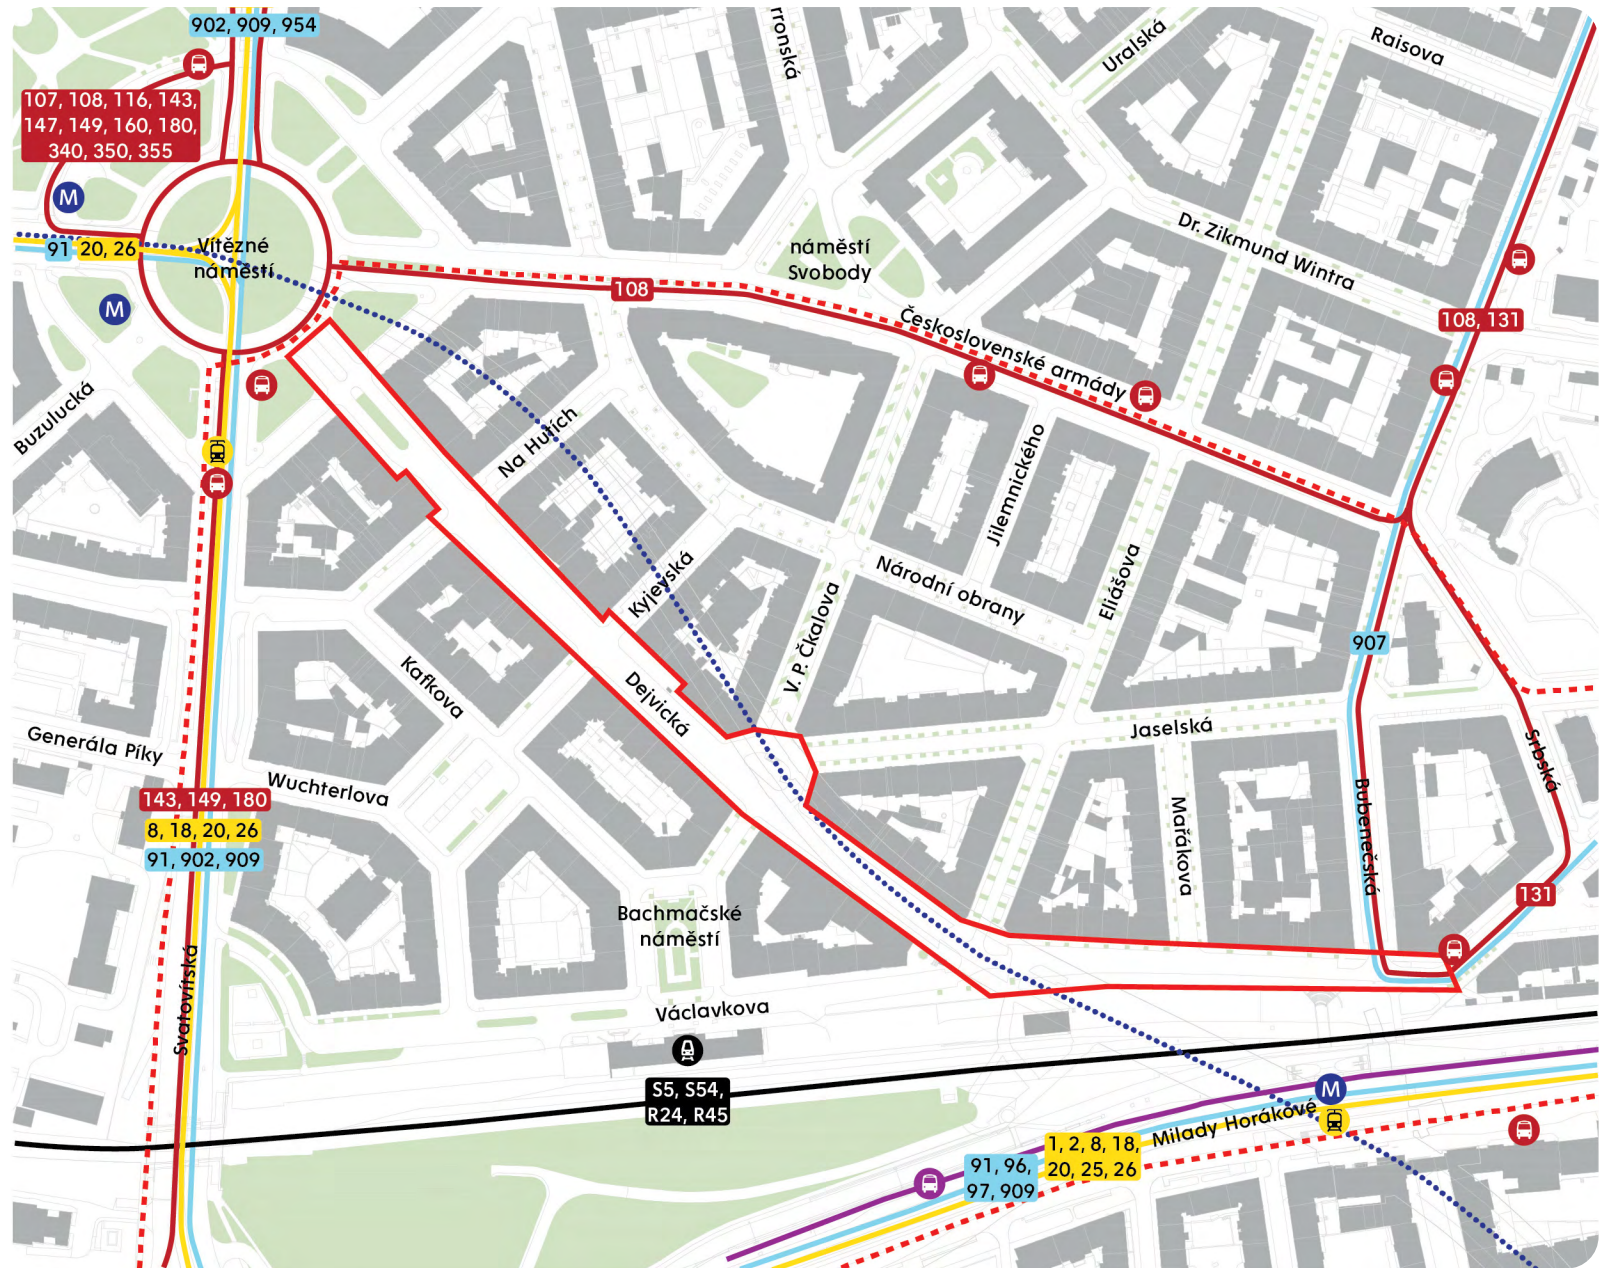 902, 909, 954
rronská
Uralská
Raisova
107, 108, 116, 143,
147, 149, 160, 180,
340, 350, 355
M
91
20, 26
Vítězné
náměstí
M
náměstí
Svobody
Dr. Zikmund Wintra
108
108, 131
Československé armády
Buzulucká
Na Hutích
Jilemnického
Národní obrany
Eliášova
Kyjevská
V. P. Čkalova
907
Kafkova
Dejvická
Jaselská
Generála Píky
Wuchterlova
Srbská
143, 149, 180
8, 18, 20, 26
91, 902, 909
Bubenečská
Mařákova
131
Bachmačské
náměstí
Svatovítská
Václavkova
S5, S54,
R24, R45
M
Milady Horákové
1, 2, 8, 18,
20, 25, 26
91, 96,
97, 909